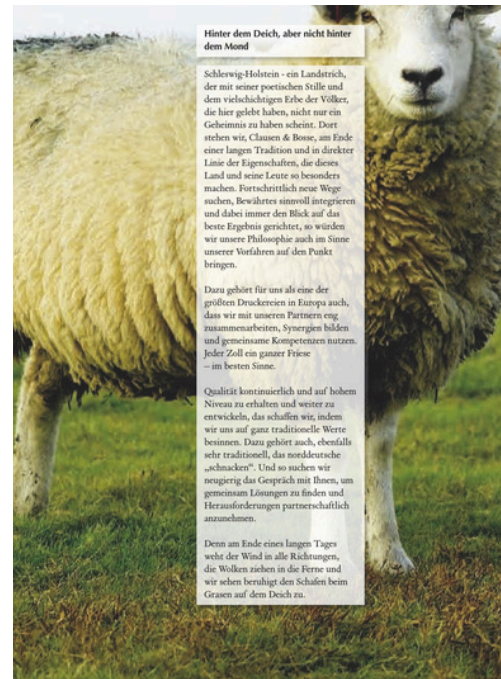 Hinter dem Deich, aber nicht hinter
dem Mond
Schleswig-Holstein - ein Landstrich,
der mit seiner poetischen Stille und
dem vielschichtigen Erbe der Völker,
die hier gelebt haben, nicht nur ein
Geheimnis zu haben scheint. Dort
stehen wir, Clausen & Bosse, am Ende
einer langen Tradition und in direkter
Linie der Eigenschaften, die dieses
Land und seine Leute so besonders
machen. Fortschrittlich neue Wege
suchen, Bewährtes sinnvoll integrieren
und dabei immer den Blick auf das
beste Ergebnis gerichtet, so würden
wir unsere Philosophie auch im Sinne
unserer Vorfahren auf den Punkt
bringen.
Dazu gehört für uns als eine der
größten Druckereien in Europa auch,
dass wir mit unseren Partnern eng
zusammenarbeiten, Synergien bilden
und gemeinsame Kompetenzen nutzen.
Jeder Zoll ein ganzer Friese
– im besten Sinne.
Qualität kontinuierlich und auf hohem
Niveau zu erhalten und weiter zu
entwickeln, das schaffen wir, indem
wir uns auf ganz traditionelle Werte
besinnen. Dazu gehört auch, ebenfalls
sehr traditionell, das norddeutsche
„schnacken“. Und so suchen wir
neugierig das Gespräch mit Ihnen, um
gemeinsam Lösungen zu finden und
Herausforderungen partnerschaftlich
anzunehmen.
Denn am Ende eines langen Tages
weht der Wind in alle Richtungen,
die Wolken ziehen in die Ferne und
wir sehen beruhigt den Schafen beim
Grasen auf dem Deich zu.